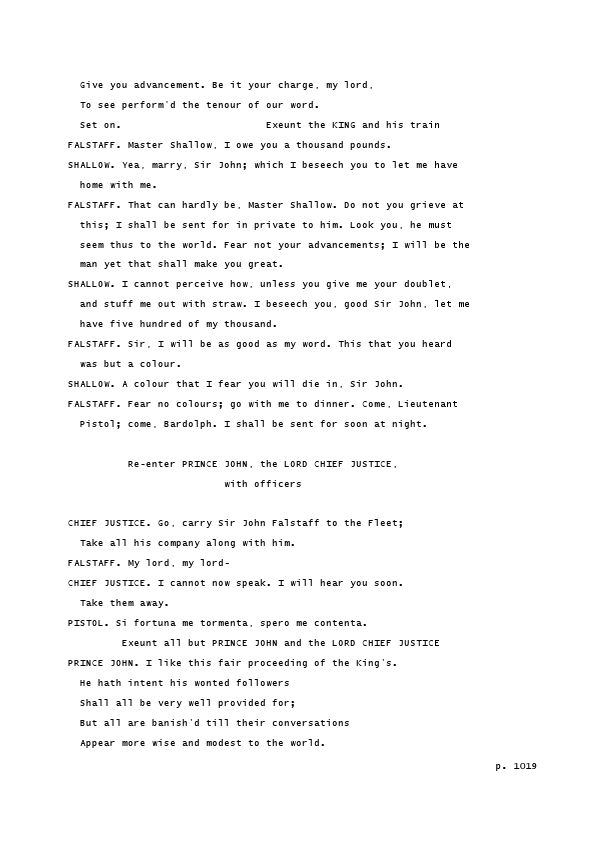 Give you advancement. Be it your charge, my lord,
To see perform'd the tenour of our word.
Set on.                        Exeunt the KING and his train
FALSTAFF. Master Shallow, I owe you a thousand pounds.
SHALLOW. Yea, marry, Sir John; which I beseech you to let me have
home with me.
FALSTAFF. That can hardly be, Master Shallow. Do not you grieve at
this; I shall be sent for in private to him. Look you, he must
seem thus to the world. Fear not your advancements; I will be the
man yet that shall make you great.
SHALLOW. I cannot perceive how, unless you give me your doublet,
and stuff me out with straw. I beseech you, good Sir John, let me
have five hundred of my thousand.
FALSTAFF. Sir, I will be as good as my word. This that you heard
was but a colour.
SHALLOW. A colour that I fear you will die in, Sir John.
FALSTAFF. Fear no colours; go with me to dinner. Come, Lieutenant
Pistol; come, Bardolph. I shall be sent for soon at night.
Re-enter PRINCE JOHN, the LORD CHIEF JUSTICE,
with officers
CHIEF JUSTICE. Go, carry Sir John Falstaff to the Fleet;
Take all his company along with him.
FALSTAFF. My lord, my lord-
CHIEF JUSTICE. I cannot now speak. I will hear you soon.
Take them away.
PISTOL. Si fortuna me tormenta, spero me contenta.
Exeunt all but PRINCE JOHN and the LORD CHIEF JUSTICE
PRINCE JOHN. I like this fair proceeding of the King's.
He hath intent his wonted followers
Shall all be very well provided for;
But all are banish'd till their conversations
Appear more wise and modest to the world.
p. 1019